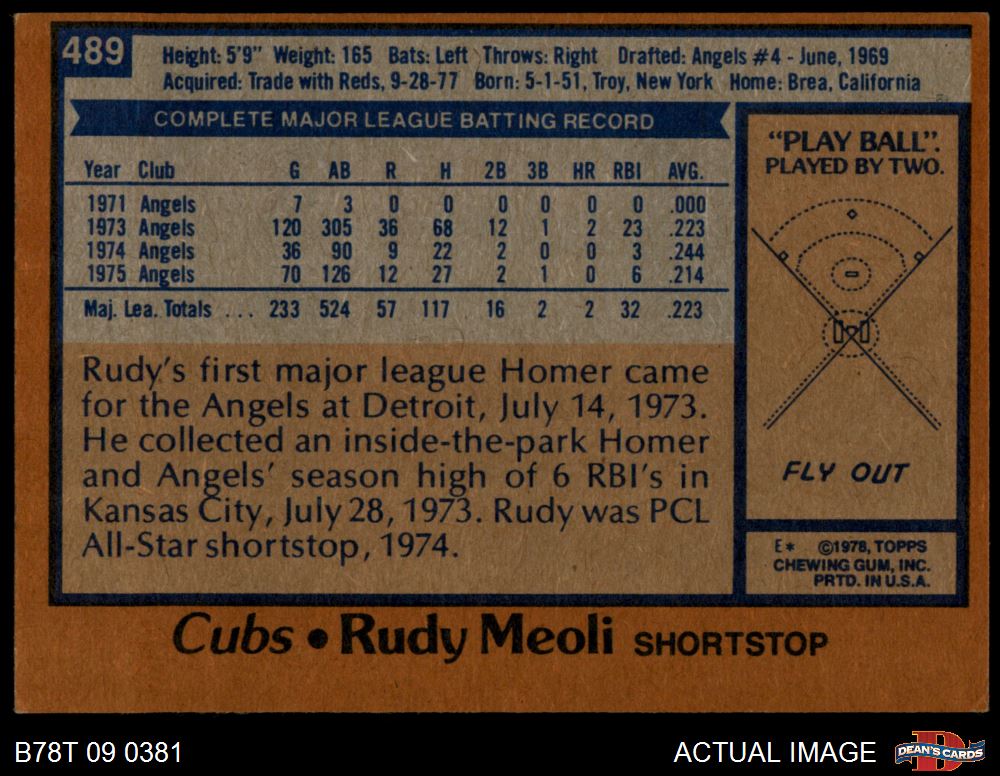 489
Height: 5'9" Weight: 165 Bats: Left Throws: Right Drafted: Angels #4 - June, 1969
Acquired: Trade with Reds, 9-28-77 Born: 5-1-51, Troy, New York Home: Brea, California
COMPLETE MAJOR LEAGUE BATTING RECORD
Year Club G AB R H 2B 3B HR RBI AVG.
1971 Angels 7 3 0 0 0 0 0 0 .000
1973 Angels 120 305 36 68 12 1 2 23 .223
1974 Angels 36 90 9 22 2 0 0 3 .244
1975 Angels 70 126 12 27 2 1 0 6 .214
Maj. Lea. Totals ... 233 524 57 117 16 2 2 32 .223
Rudy's first major league Homer came
for the Angels at Detroit, July 14, 1973.
He collected an inside-the-park Homer
and Angels' season high of 6 RBI's in
Kansas City, July 28, 1973. Rudy was PCL
All-Star shortstop, 1974.
"PLAY BALL".
PLAYED BY TWO.
FLY OUT
E* ©1978, TOPPS
CHEWING GUM, INC.
PRTD. IN U.S.A.
Cubs • Rudy Meoli SHORTSTOP
B78T 09 0381
ACTUAL IMAGE
DEAN'S CARDS